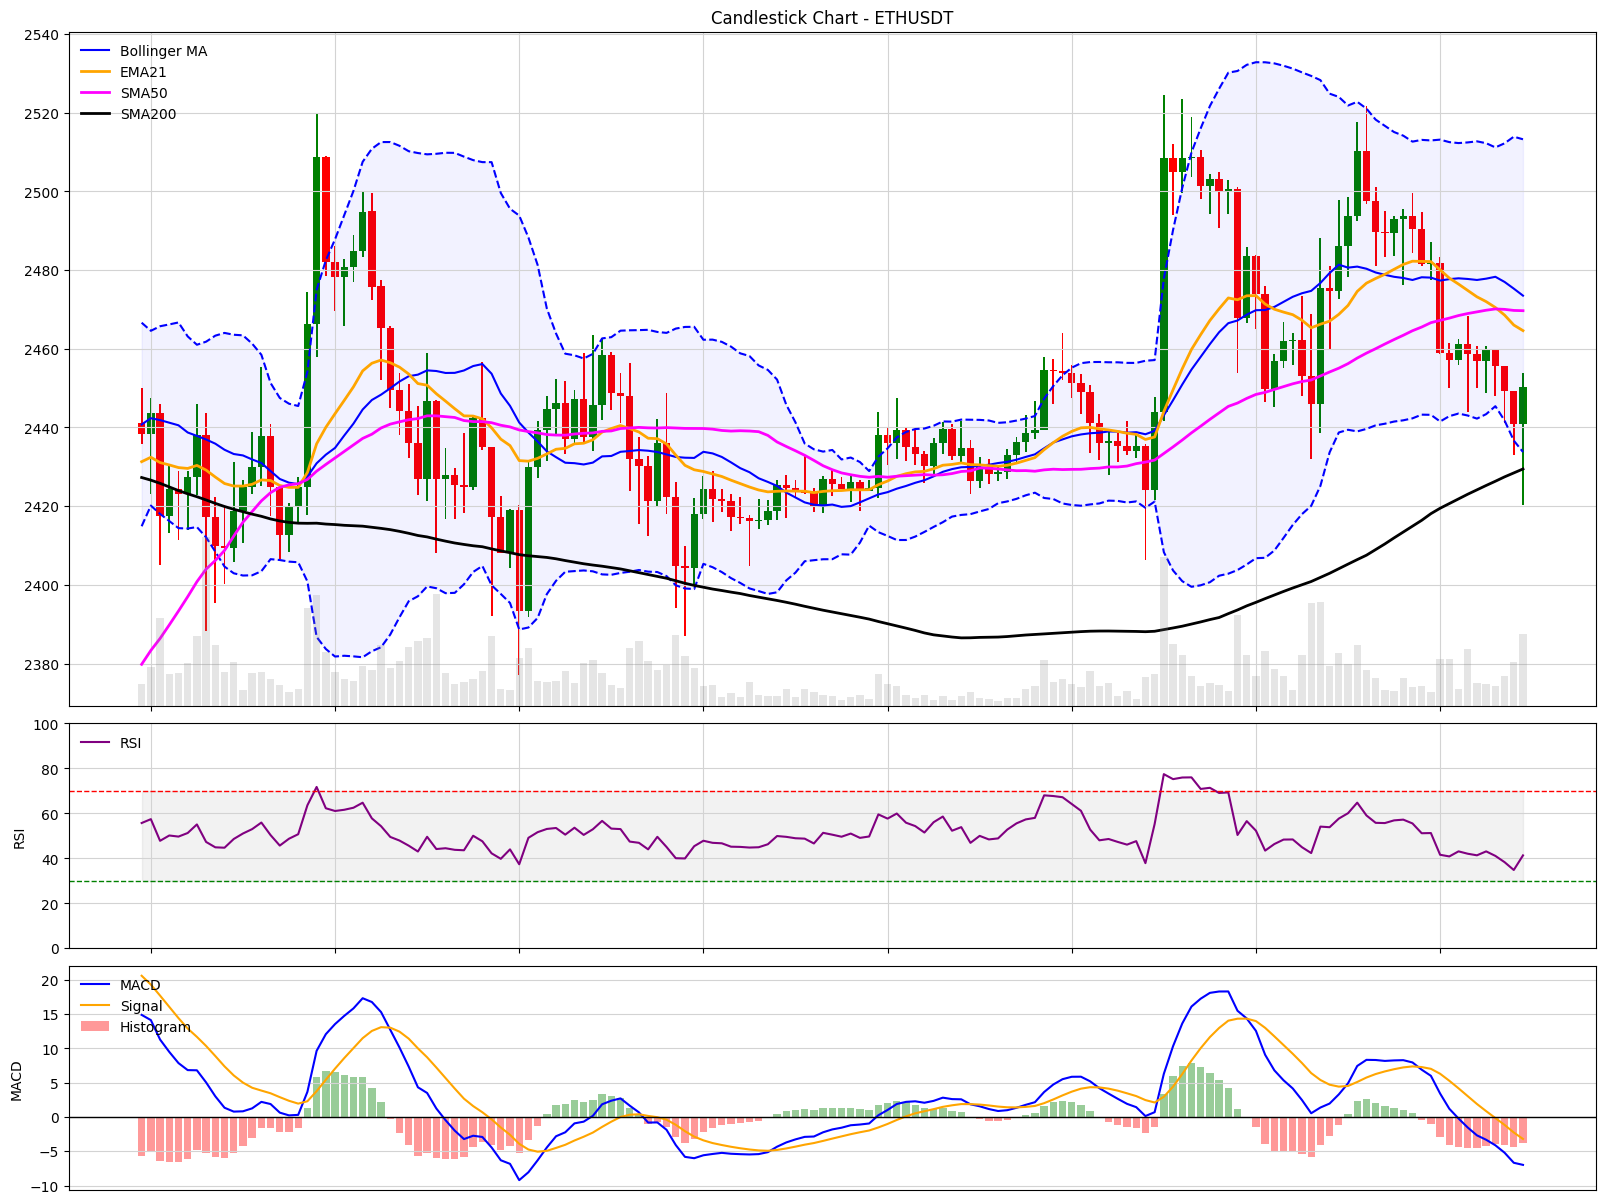 Candlestick Chart - ETHUSDT
2540
2520
2500
2480
2460
2440
2420
2400
2380
Bollinger MA
EMA21
SMA50
SMA200
100
80
60
40
20
0
RSI
RSI
20
15
10
5
0
−5
−10
MACD
MACD
Signal
Histogram